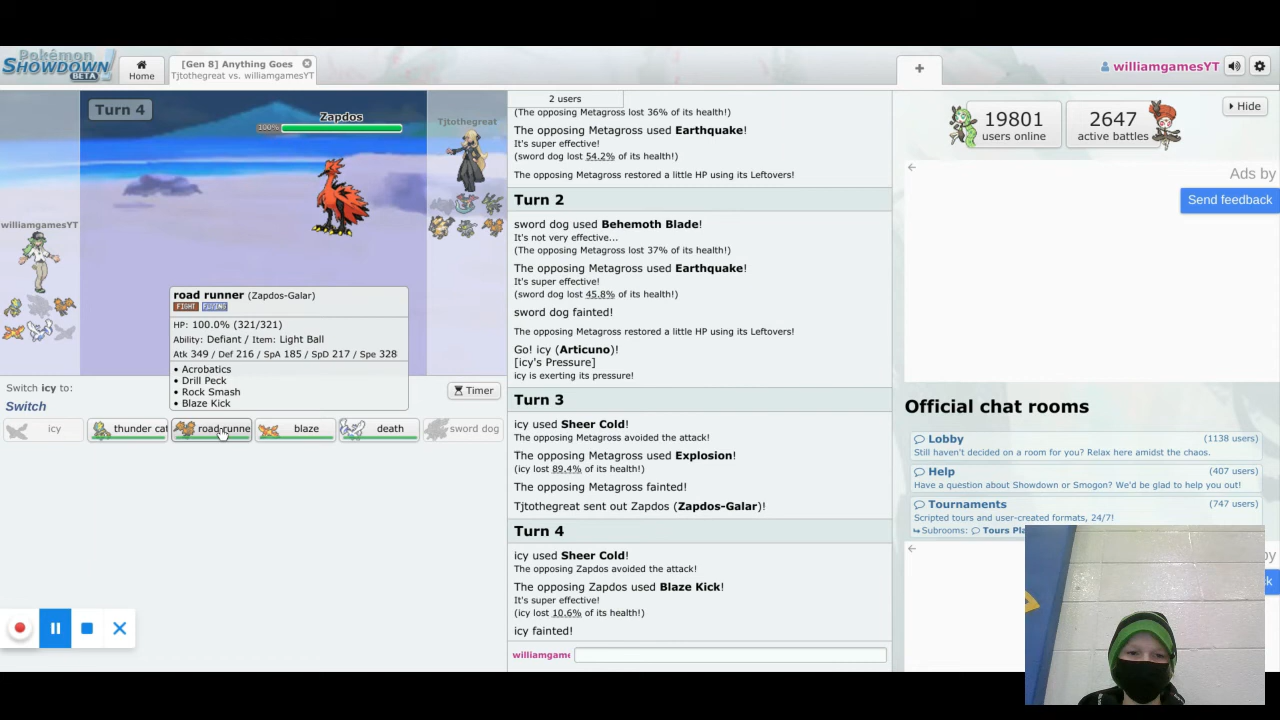 Pokémon
SHOWDOWN!
BETA
Home
[Gen 8] Anything Goes
Tjtothegreat vs. williamgamesYT
+
williamgamesYT
Turn 4
Zapdos
100%
Tjtothegreat
williamgamesYT
road runner (Zapdos-Galar)
FIGHT FLYING
HP: 100.0% (321/321)
Ability: Defiant / Item: Light Ball
Atk 349 / Def 216 / SpA 185 / SpD 217 / Spe 328
• Acrobatics
• Drill Peck
• Rock Smash
• Blaze Kick
Switch icy to:
Timer
Switch
icy
thunder cat
road runne
blaze
death
sword dog
2 users
(The opposing Metagross lost 36% of its health!)
The opposing Metagross used Earthquake!
It's super effective!
(sword dog lost 54.2% of its health!)
The opposing Metagross restored a little HP using its Leftovers!
Turn 2
sword dog used Behemoth Blade!
It's not very effective...
(The opposing Metagross lost 37% of its health!)
The opposing Metagross used Earthquake!
It's super effective!
(sword dog lost 45.8% of its health!)
sword dog fainted!
The opposing Metagross restored a little HP using its Leftovers!
Go! icy (Articuno)!
[icy's Pressure]
icy is exerting its pressure!
Turn 3
icy used Sheer Cold!
The opposing Metagross avoided the attack!
The opposing Metagross used Explosion!
(icy lost 89.4% of its health!)
The opposing Metagross fainted!
Tjtothegreat sent out Zapdos (Zapdos-Galar)!
Turn 4
icy used Sheer Cold!
The opposing Zapdos avoided the attack!
The opposing Zapdos used Blaze Kick!
It's super effective!
(icy lost 10.6% of its health!)
icy fainted!
williamgame
19801
users online
2647
active battles
Hide
Ads by
Send feedback
Official chat rooms
Lobby (1138 users)
Still haven't decided on a room for you? Relax here amidst the chaos.
Help (407 users)
Have a question about Showdown or Smogon? We'd be glad to help you out!
Tournaments (747 users)
Scripted tours and user-created formats, 24/7!
Subrooms: Tours Pla
by
k